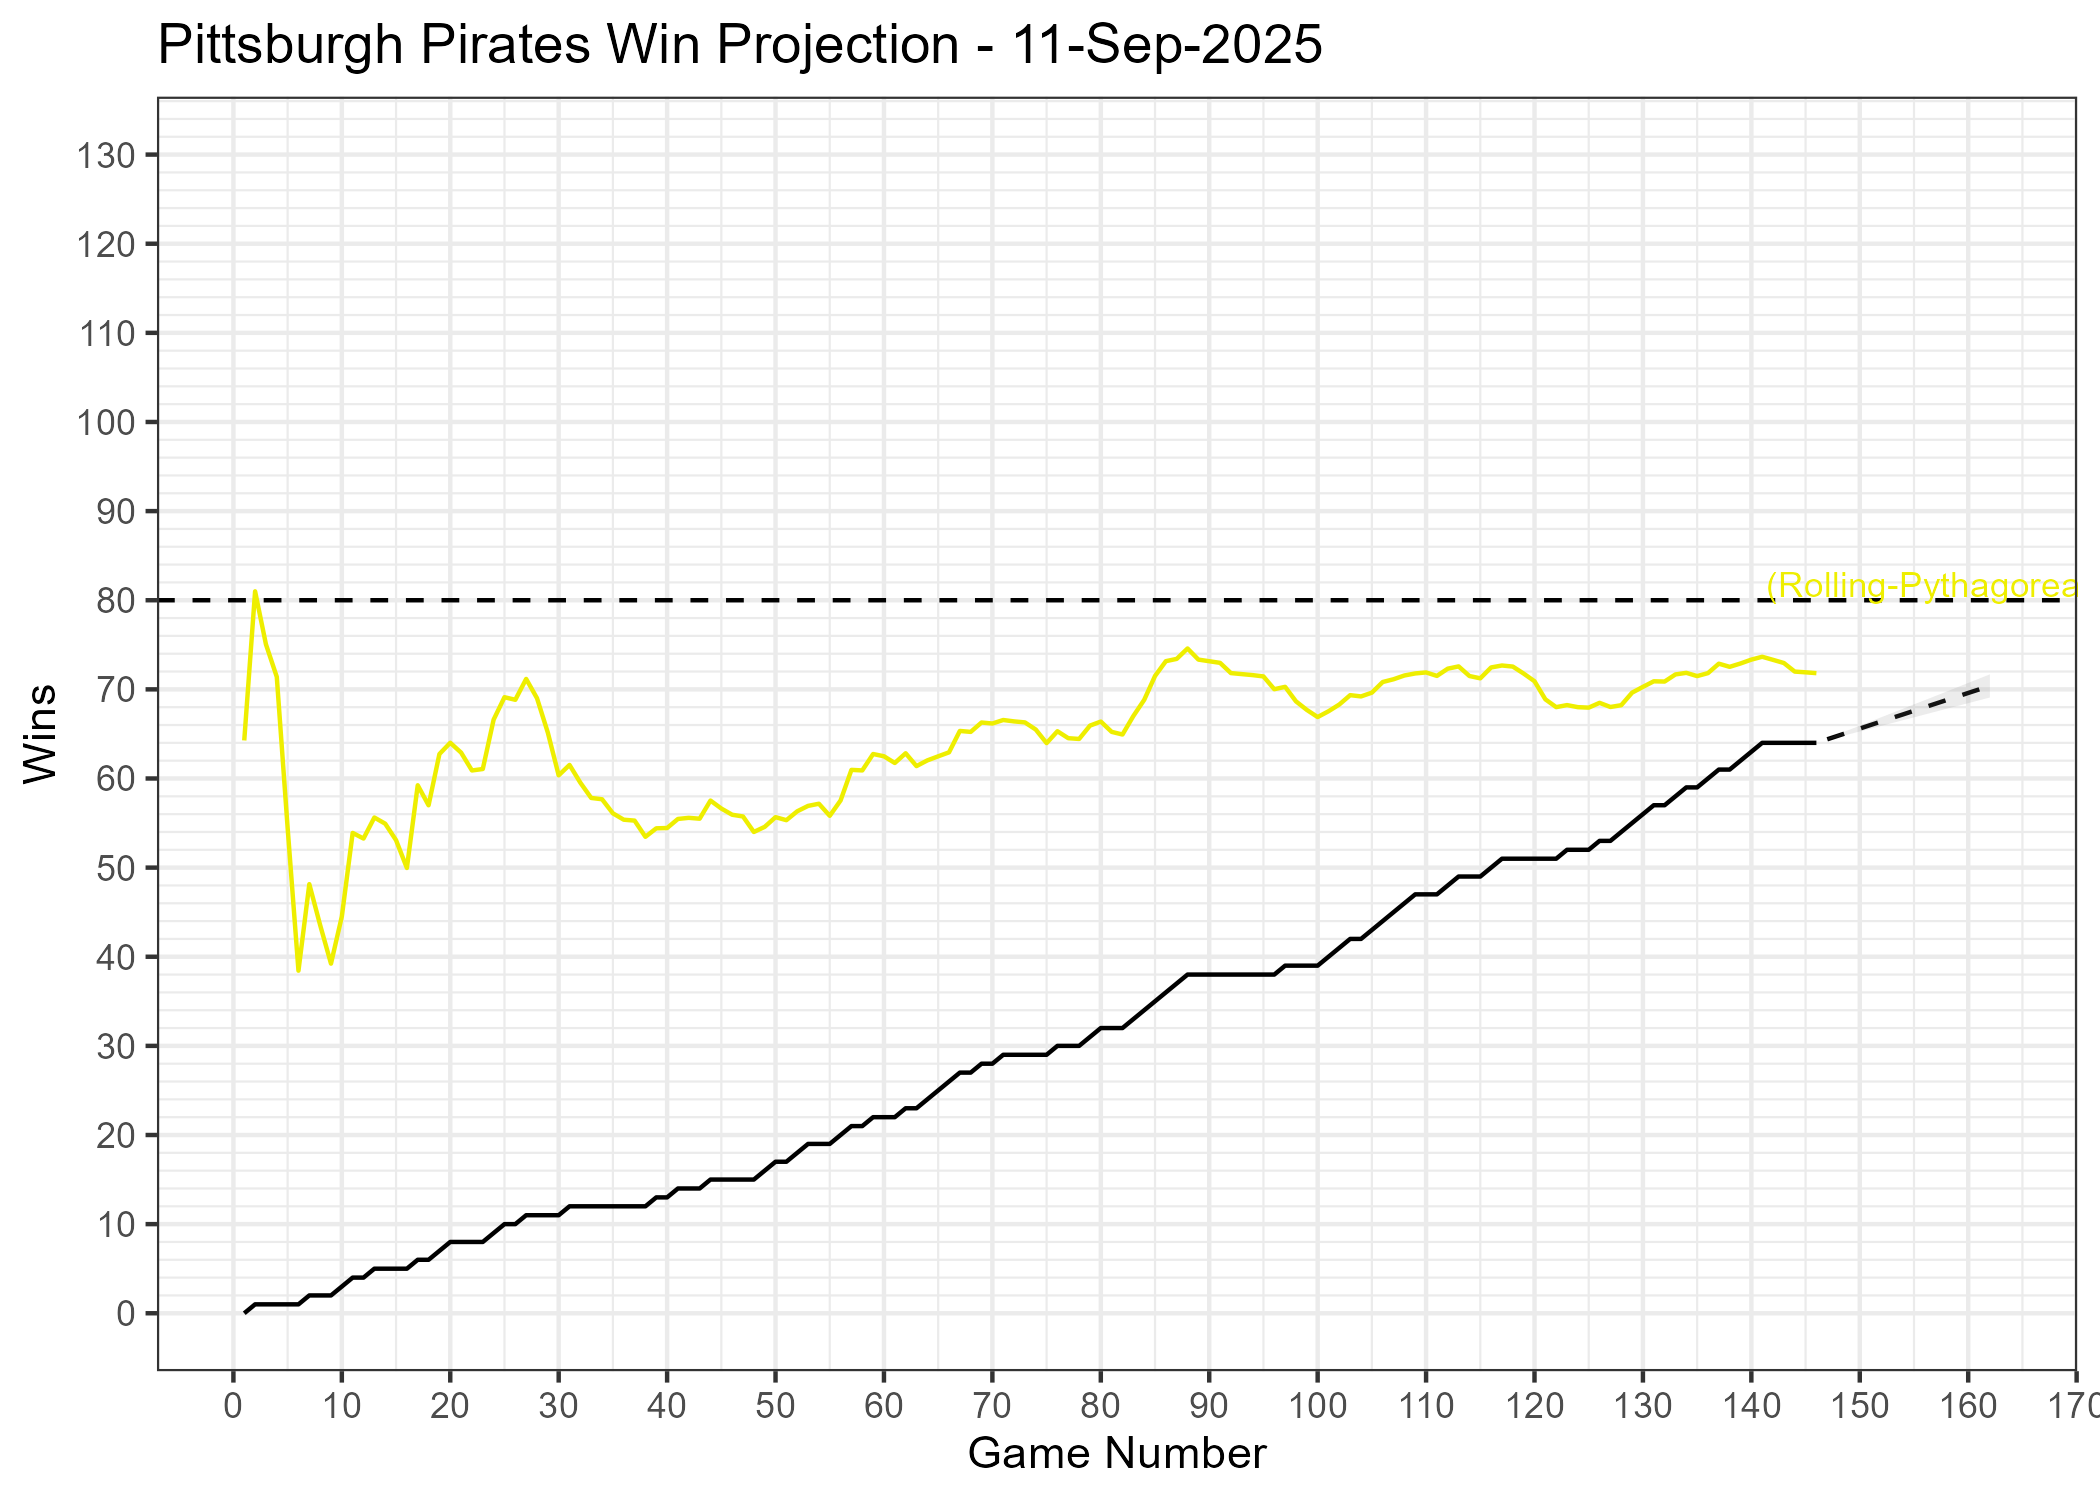 Pittsburgh Pirates Win Projection - 11-Sep-2025
130
120
110
100
90
80
70
60
50
40
30
20
10
0
Wins
(Rolling-Pythagorea
0 10 20 30 40 50 60 70 80 90 100 110 120 130 140 150 160 170
Game Number